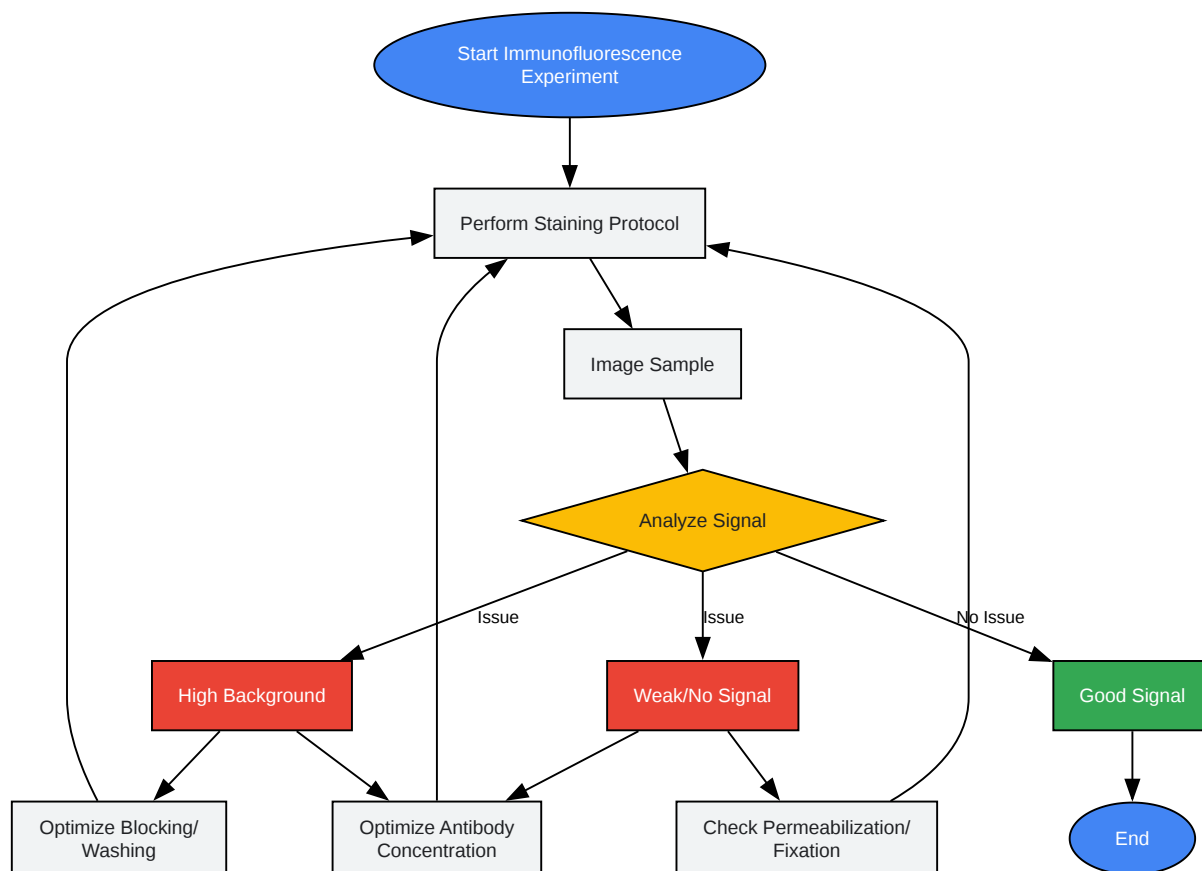 Start Immunofluorescence
Experiment
Perform Staining Protocol
Image Sample
Analyze Signal
Issue
Issue
No Issue
High Background
Weak/No Signal
Good Signal
Optimize Blocking/
Washing
Optimize Antibody
Concentration
Check Permeabilization/
Fixation
End